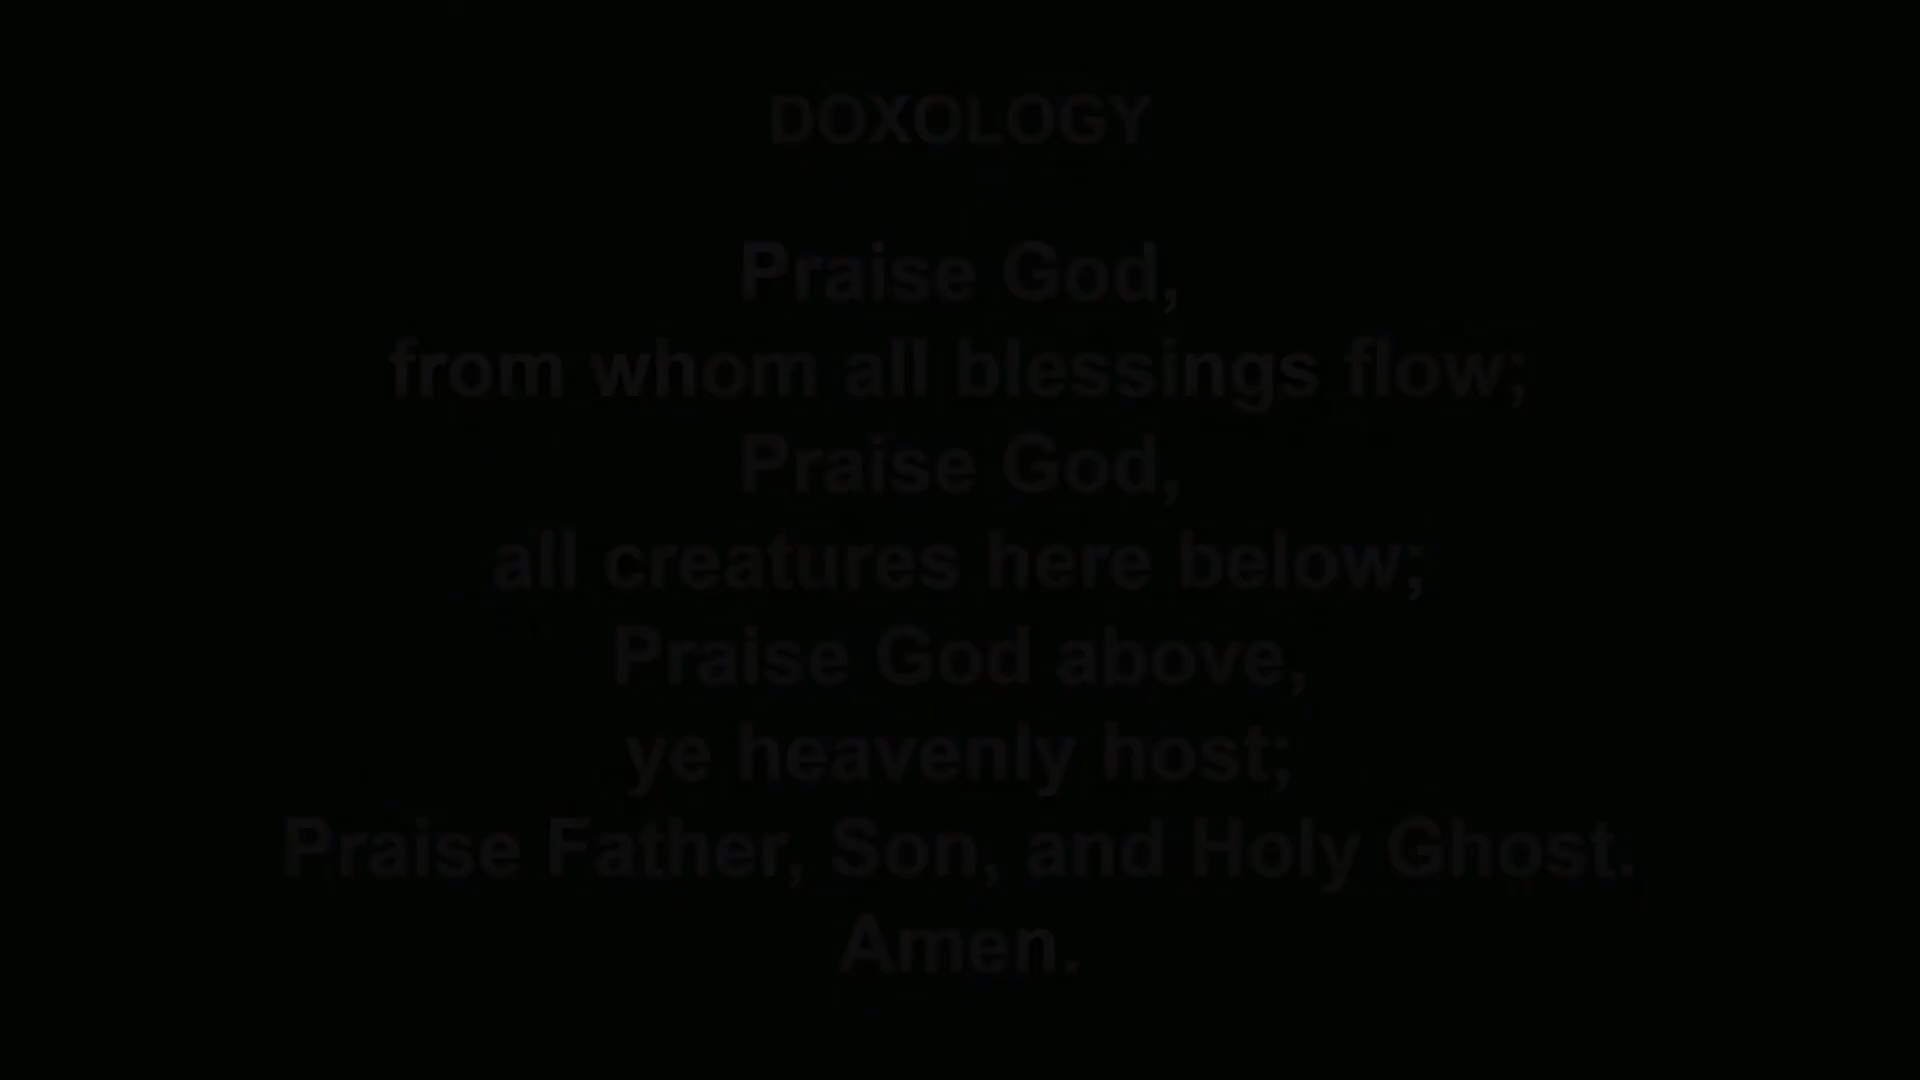 DOXOLOGY
Praise God,
from whom all blessings flow;
Praise God,
all creatures here below;
Praise God above,
ye heavenly host;
Praise Father, Son, and Holy Ghost.
Amen.